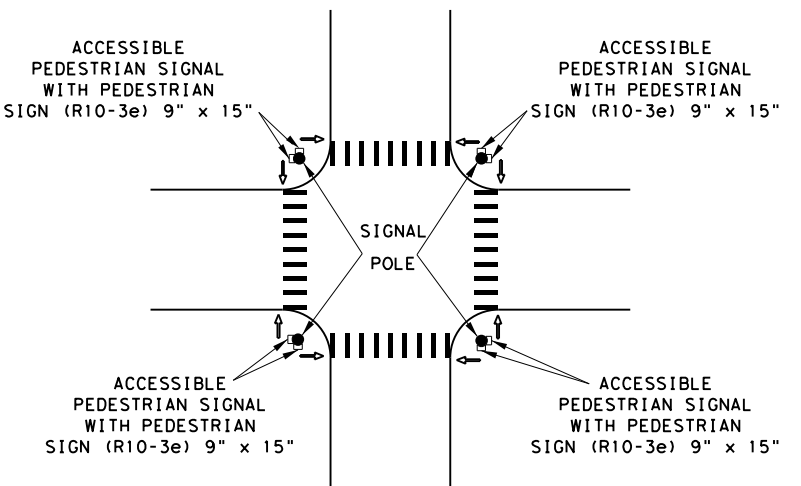 ACCESSIBLE
PEDESTRIAN SIGNAL
WITH PEDESTRIAN
SIGN (R10-3e) 9" x 15"
ACCESSIBLE
PEDESTRIAN SIGNAL
WITH PEDESTRIAN
SIGN (R10-3e) 9" x 15"
SIGNAL
POLE
ACCESSIBLE
PEDESTRIAN SIGNAL
WITH PEDESTRIAN
SIGN (R10-3e) 9" x 15"
ACCESSIBLE
PEDESTRIAN SIGNAL
WITH PEDESTRIAN
SIGN (R10-3e) 9" x 15"